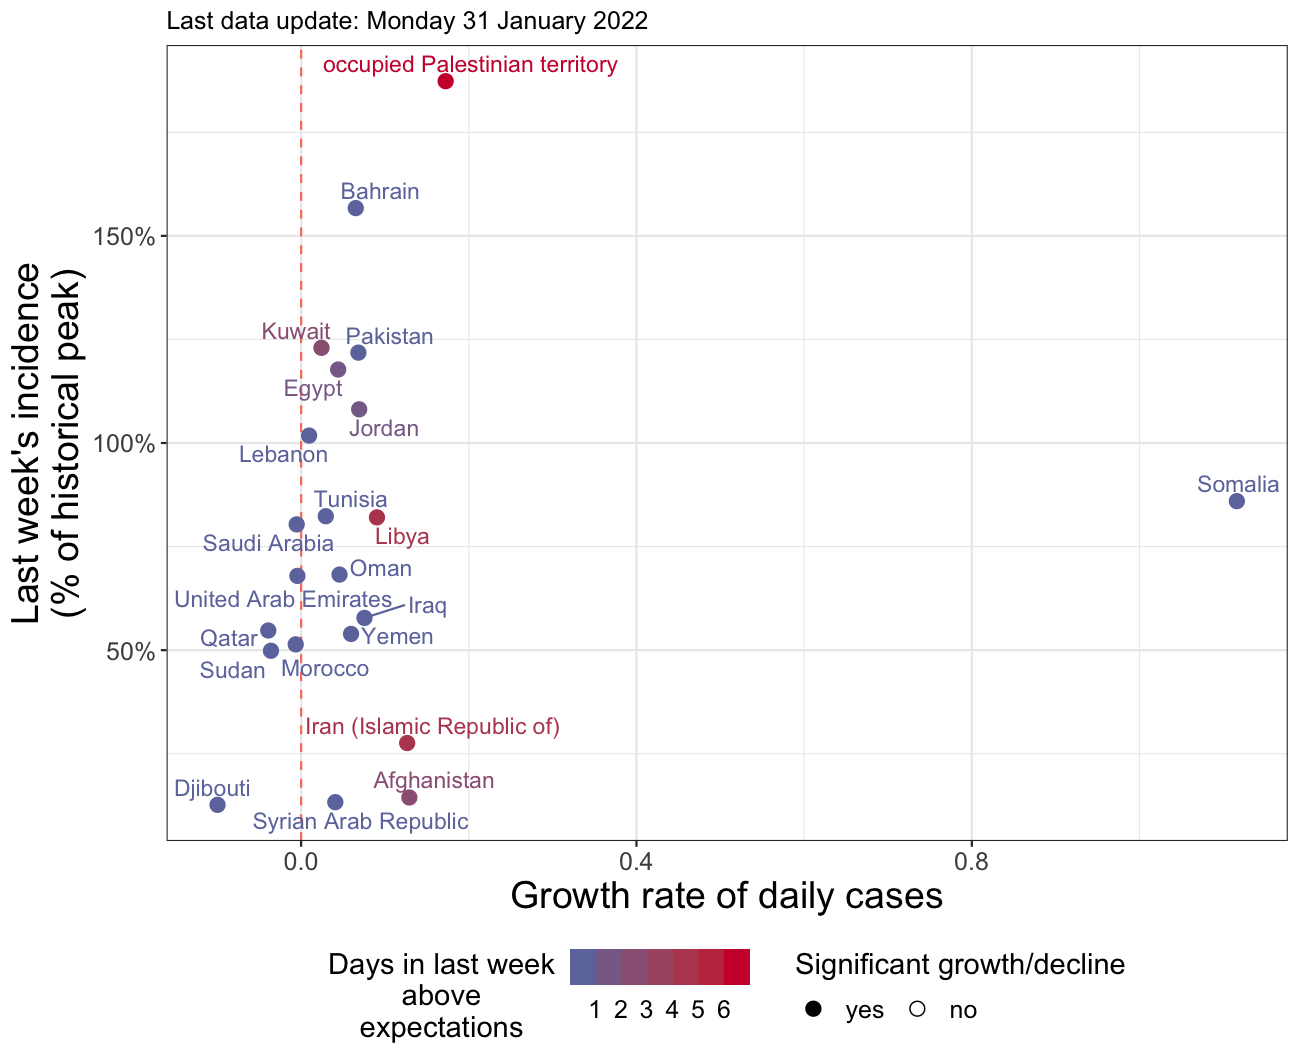 Last data update: Monday 31 January 2022
occupied Palestinian territory
Bahrain
150%
Kuwait
Pakistan
Egypt
Jordan
100%
Lebanon
Somalia
Tunisia
Libya
Saudi Arabia
Oman
United Arab Emirates
Iraq
Qatar
Yemen
50%
Sudan
Morocco
Iran (Islamic Republic of)
Afghanistan
Djibouti
Syrian Arab Republic
Last week's incidence
(% of historical peak)
0.0 0.4 0.8
Growth rate of daily cases
Days in last week
above
expectations
1 2 3 4 5 6
Significant growth/decline
yes no